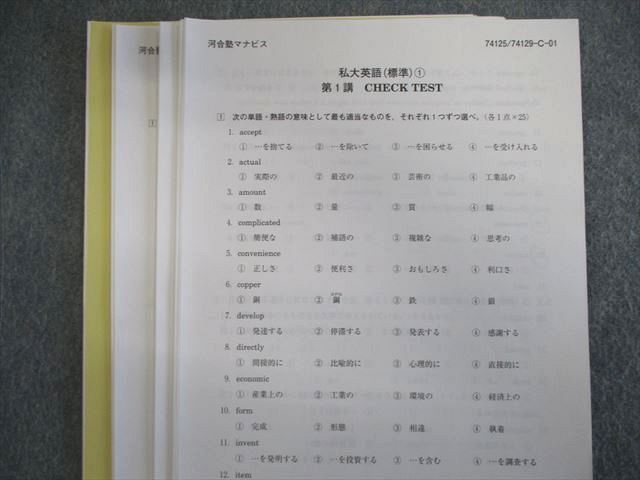 河合塾マナビス
74125/74129-C-01
河合塾
私大英語(標準)①
第1講 CHECK TEST
1 次の単語・熟語の意味として最も適当なものを、それぞれ1つずつ選べ。(各1点×25)
1. accept
① …を捨てる ② …を除いて ③ …を困らせる ④ …を受け入れる
2. actual
① 実際の ② 最近の ③ 芸術の ④ 工業品の
3. amount
① 数 ② 量 ③ 質 ④ 幅
4. complicated
① 簡便な ② 補語の ③ 複雑な ④ 思考の
5. convenience
① 正しさ ② 便利さ ③ おもしろさ ④ 利口さ
6. copper
① 銅 ② 鋼 ③ 鉄 ④ 銀
7. develop
① 発達する ② 停滞する ③ 発表する ④ 感謝する
8. directly
① 間接的に ② 比喩的に ③ 心理的に ④ 直接的に
9. economic
① 産業上の ② 工業の ③ 環境の ④ 経済上の
10. form
① 完成 ② 形態 ③ 相違 ④ 執着
11. invent
① …を発明する ② …を投資する ③ …を含む ④ …を調査する
12. item